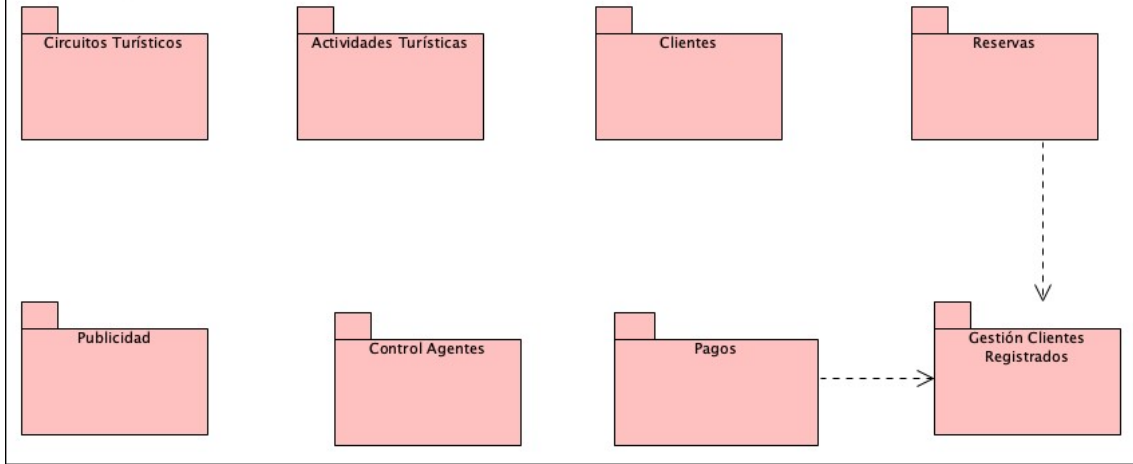 Circuitos Turísticos
Actividades Turísticas
Clientes
Reservas
Publicidad
Control Agentes
Pagos
Gestión Clientes
Registrados